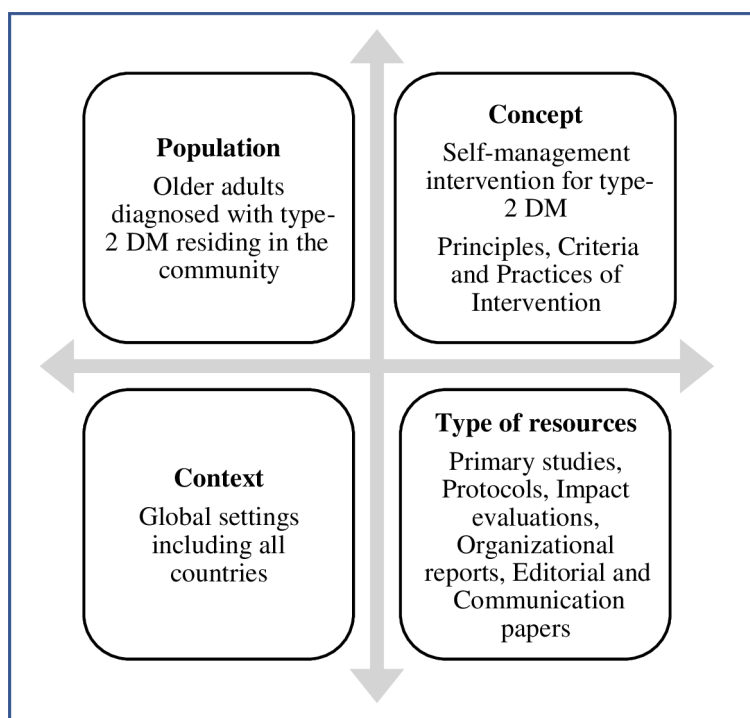 Population
Older adults
diagnosed with type-
2 DM residing in the
community
Concept
Self-management
intervention for type-
2 DM
Principles, Criteria
and Practices of
Intervention
Context
Global settings
including all
countries
Type of resources
Primary studies,
Protocols, Impact
evaluations,
Organizational
reports, Editorial and
Communication
papers